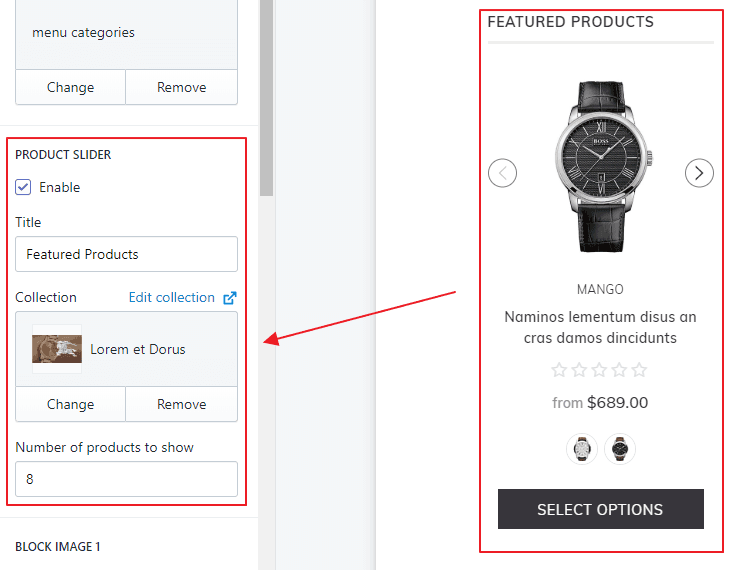 menu categories
Change
Remove
PRODUCT SLIDER
Enable
Title
Featured Products
Collection
Edit collection
Lorem et Dorus
Change
Remove
Number of products to show
8
BLOCK IMAGE 1
FEATURED PRODUCTS
XII
BOSS
MANGO
Naminos lementum disus an
cras damos dincidunts
from $689.00
SELECT OPTIONS